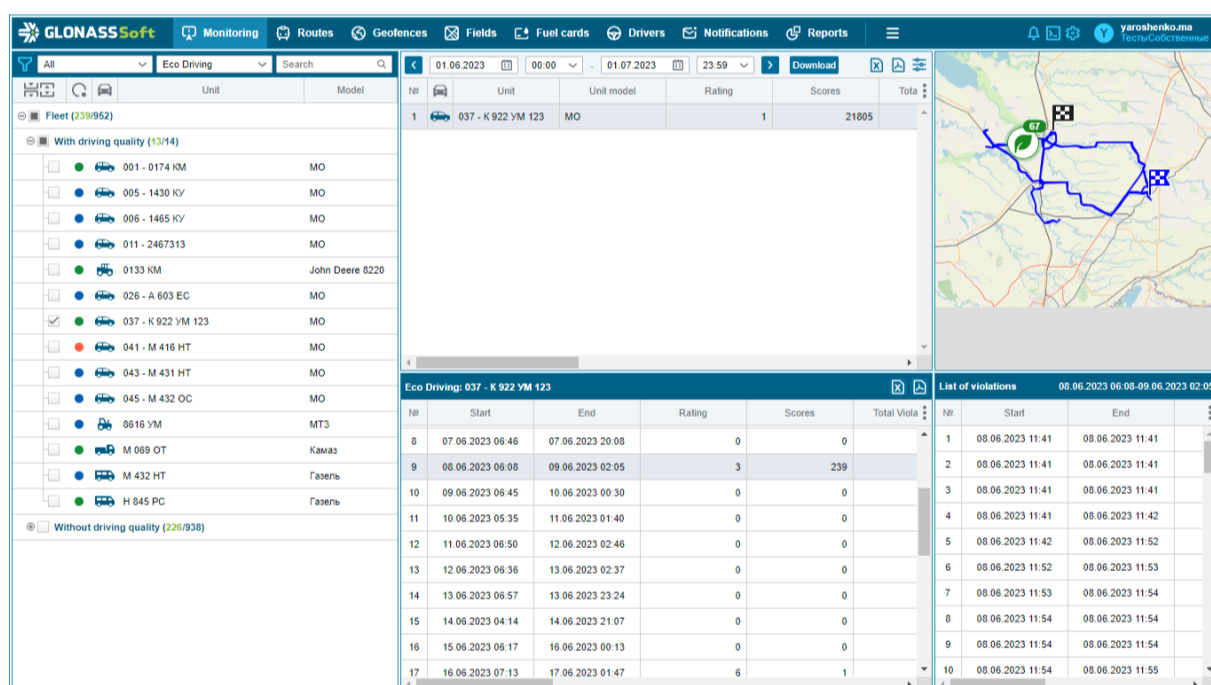 GLONASSSoft Monitoring Routes Geofences Fields Fuel cards Drivers Notifications Reports Y yaroshenko.ma
ТестыСобственные
All Eco Driving Search
Unit Model
Fleet (239/952)
With driving quality (13/14)
001 - 0174 КМ МО
005 - 1430 КУ МО
006 - 1465 КУ МО
011 - 2467313 МО
0133 КМ John Deere 8220
026 - А 603 ЕС МО
037 - К 922 УМ 123 МО
041 - М 416 НТ МО
043 - М 431 НТ МО
045 - М 432 ОС МО
8616 УМ МТЗ
М 069 ОТ Камаз
М 432 НТ Газель
Н 845 РС Газель
Without driving quality (226/938)
01.06.2023 00:00 - 01.07.2023 23:59 Download
№ Unit Unit model Rating Scores Tota
1 037 - К 922 УМ 123 МО 1 21805
67
Eco Driving: 037 - К 922 УМ 123
№ Start End Rating Scores Total Viola
8 07.06.2023 06:46 07.06.2023 20:08 0 0
9 08.06.2023 06:08 09.06.2023 02:05 3 239
10 09.06.2023 06:45 10.06.2023 00:30 0 0
11 10.06.2023 05:35 11.06.2023 01:40 0 0
12 11.06.2023 06:50 12.06.2023 02:46 0 0
13 12.06.2023 06:36 13.06.2023 02:37 0 0
14 13.06.2023 06:57 13.06.2023 23:24 0 0
15 14.06.2023 04:14 14.06.2023 21:07 0 0
16 15.06.2023 06:17 16.06.2023 00:13 0 0
17 16.06.2023 07:13 17.06.2023 01:47 6 1
List of violations 08.06.2023 06:08-09.06.2023 02:05
№ Start End
1 08.06.2023 11:41 08.06.2023 11:41
2 08.06.2023 11:41 08.06.2023 11:41
3 08.06.2023 11:41 08.06.2023 11:41
4 08.06.2023 11:41 08.06.2023 11:42
5 08.06.2023 11:42 08.06.2023 11:52
6 08.06.2023 11:52 08.06.2023 11:53
7 08.06.2023 11:53 08.06.2023 11:54
8 08.06.2023 11:54 08.06.2023 11:54
9 08.06.2023 11:54 08.06.2023 11:54
10 08.06.2023 11:54 08.06.2023 11:55